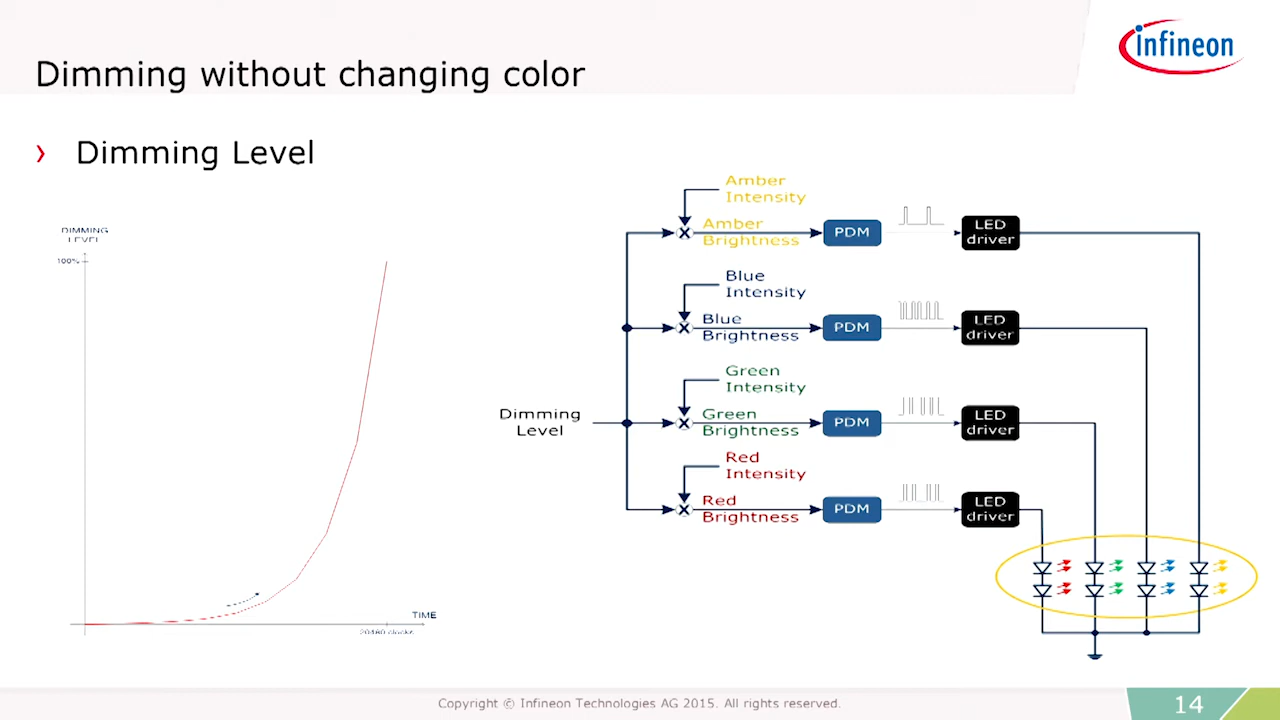 infineon
Dimming without changing color
› Dimming Level
DIMMING
LEVEL
100%
TIME
20480 clocks
Dimming
Level
Amber
Intensity
Amber
Brightness
PDM
LED
driver
Blue
Intensity
Blue
Brightness
PDM
LED
driver
Green
Intensity
Green
Brightness
PDM
LED
driver
Red
Intensity
Red
Brightness
PDM
LED
driver
Copyright © Infineon Technologies AG 2015. All rights reserved.
14